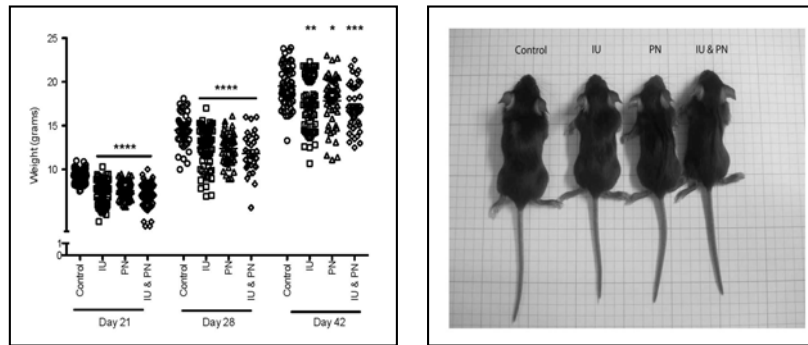 ** * ***
25
****
20
Weight (grams)
15
****
10
1
0
Control IU PN IU & PN Control IU PN IU & PN Control IU PN IU & PN
Day 21 Day 28 Day 42
Control IU PN IU & PN